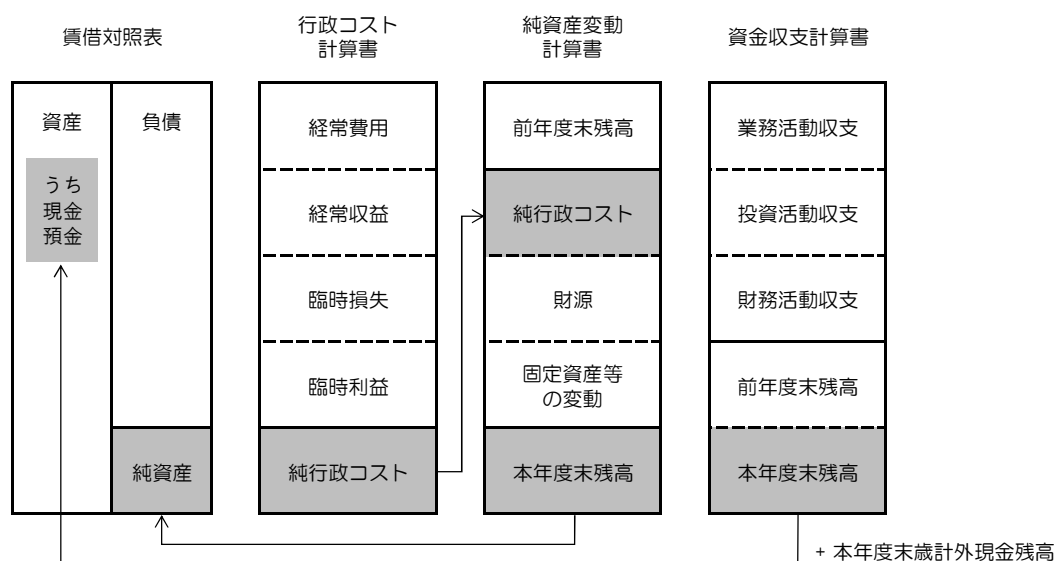 賃借対照表
行政コスト
計算書
純資産変動
計算書
資金収支計算書
資産
うち
現金
預金
負債
純資産
経常費用
経常収益
臨時損失
臨時利益
純行政コスト
前年度末残高
純行政コスト
財源
固定資産等
の変動
本年度末残高
業務活動収支
投資活動収支
財務活動収支
前年度末残高
本年度末残高
+ 本年度末歳計外現金残高